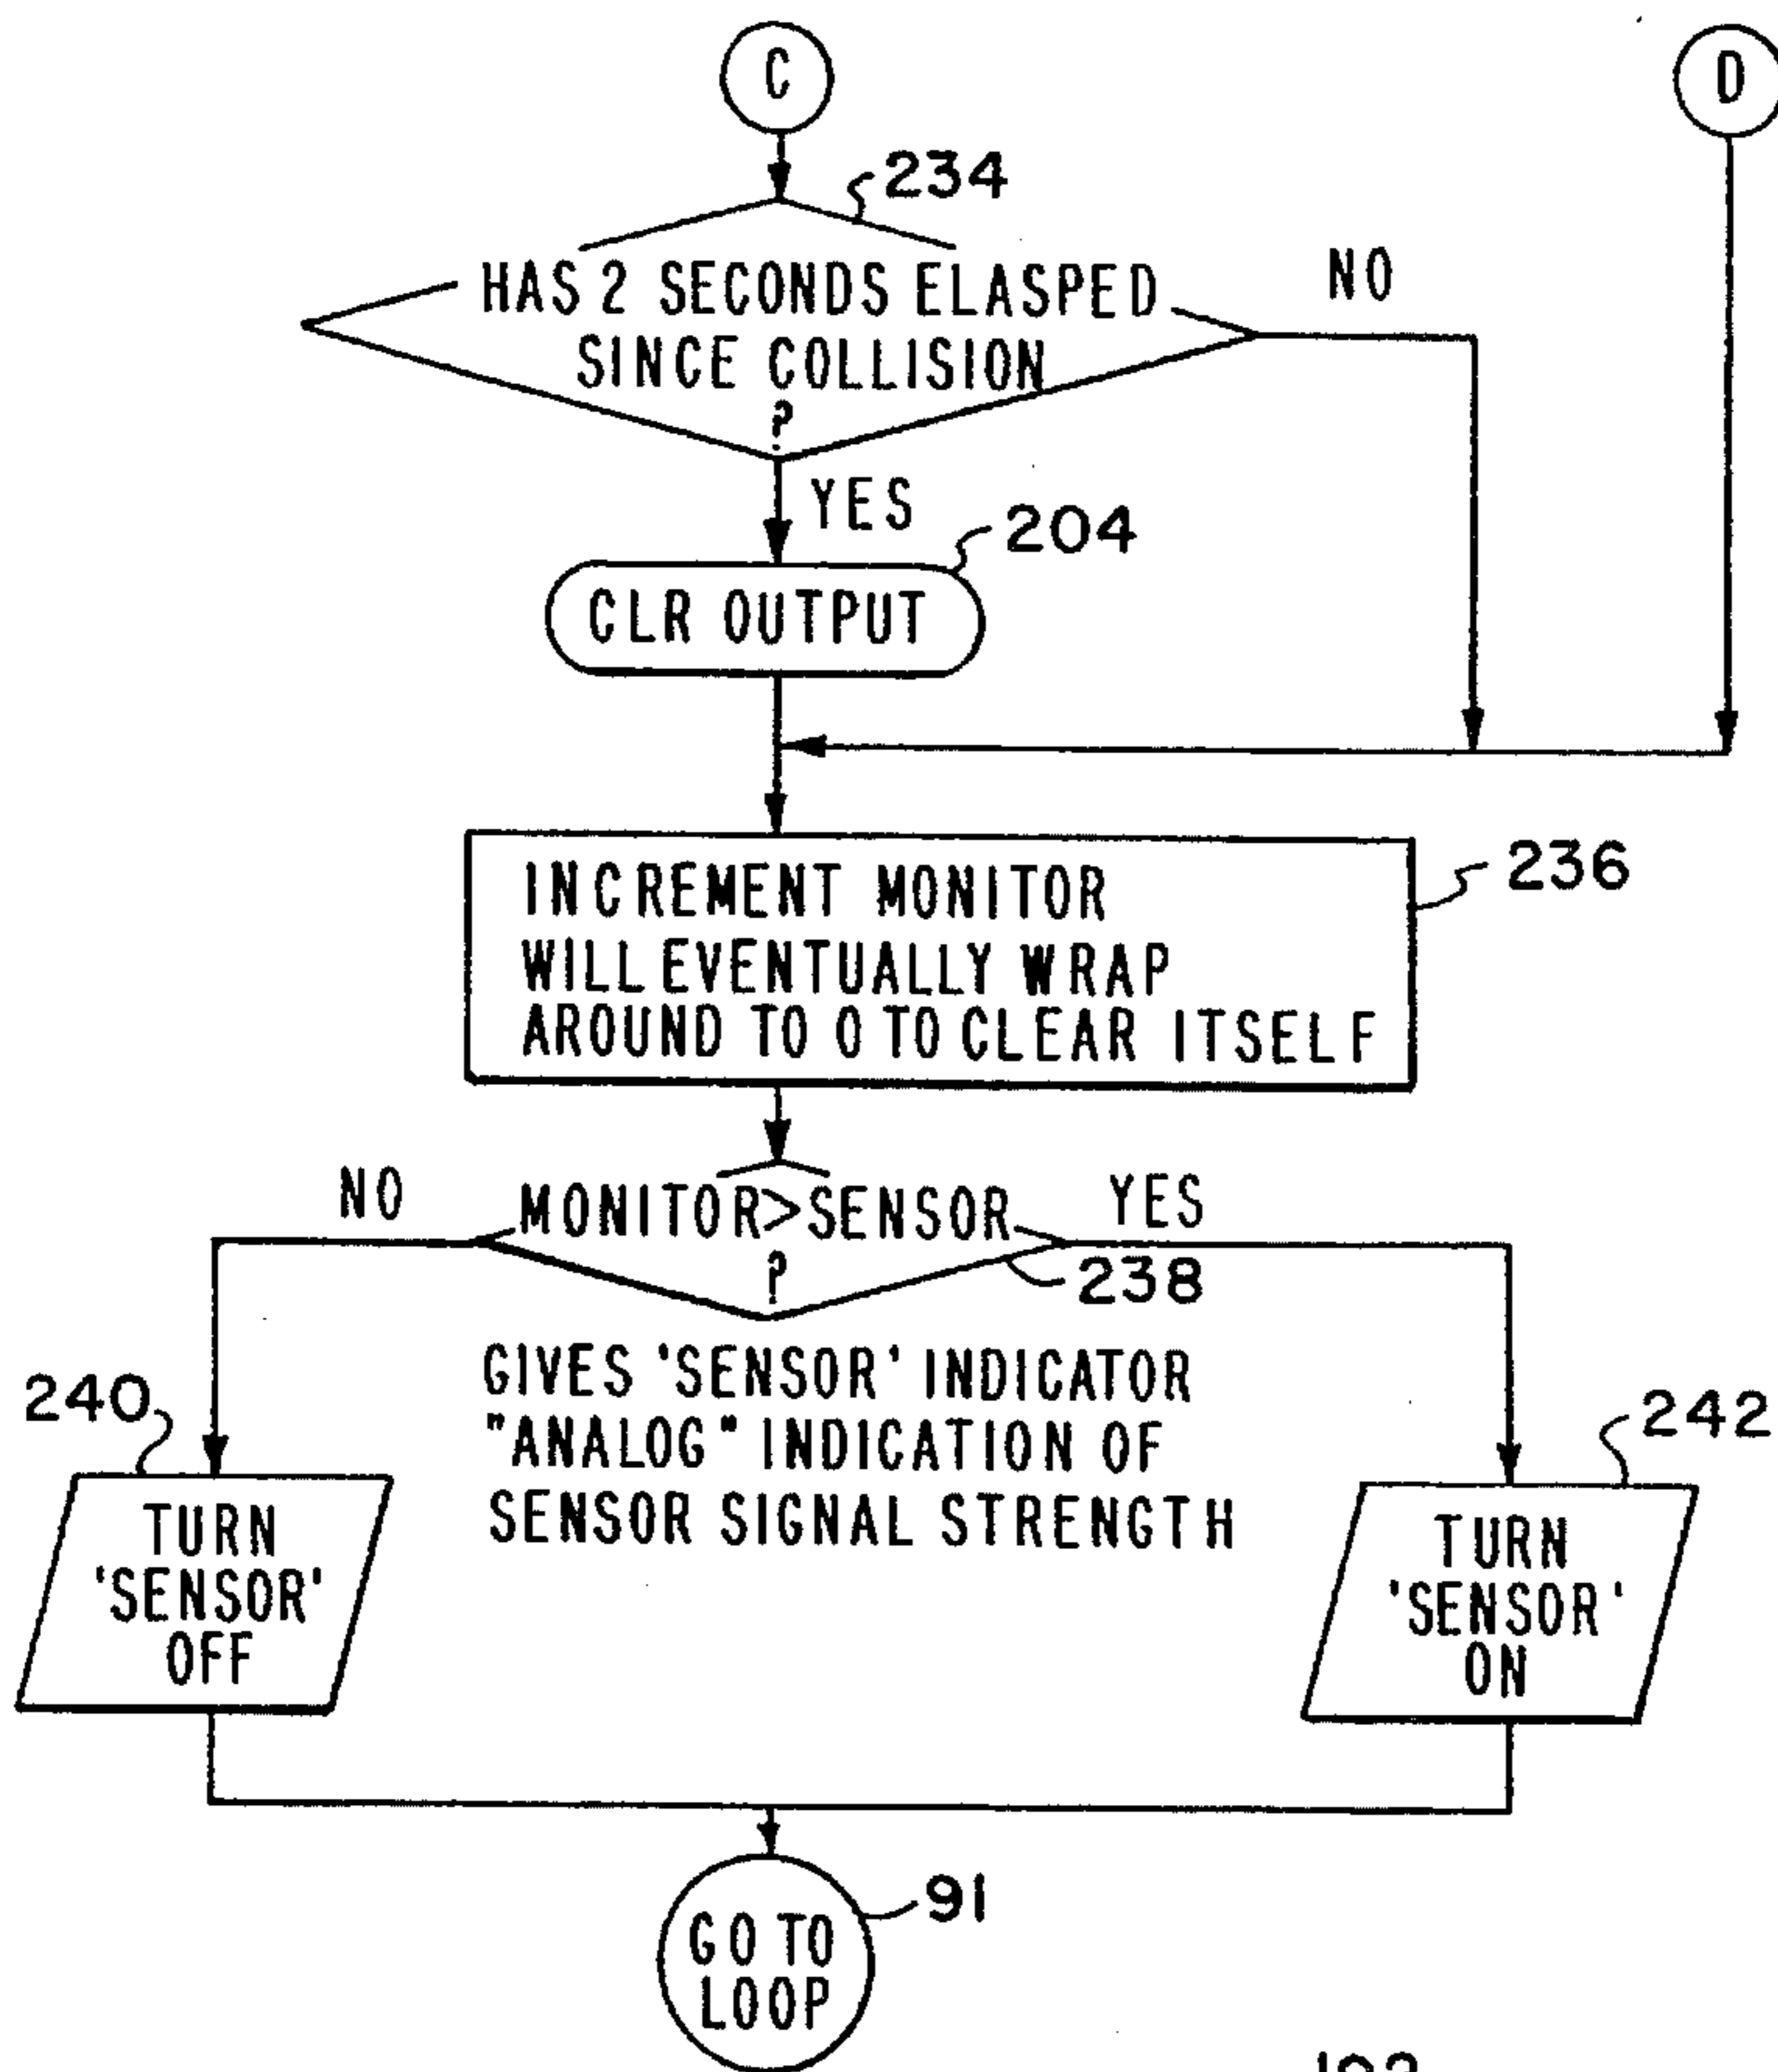 C
D
234
HAS 2 SECONDS ELASPED
SINCE COLLISION
?
NO
YES
204
CLR OUTPUT
236
INCREMENT MONITOR
WILL EVENTUALLY WRAP
AROUND TO 0 TO CLEAR ITSELF
NO
MONITOR>SENSOR
?
YES
238
GIVES 'SENSOR' INDICATOR
"ANALOG" INDICATION OF
SENSOR SIGNAL STRENGTH
240
TURN
'SENSOR'
OFF
242
TURN
'SENSOR'
ON
91
GO TO
LOOP